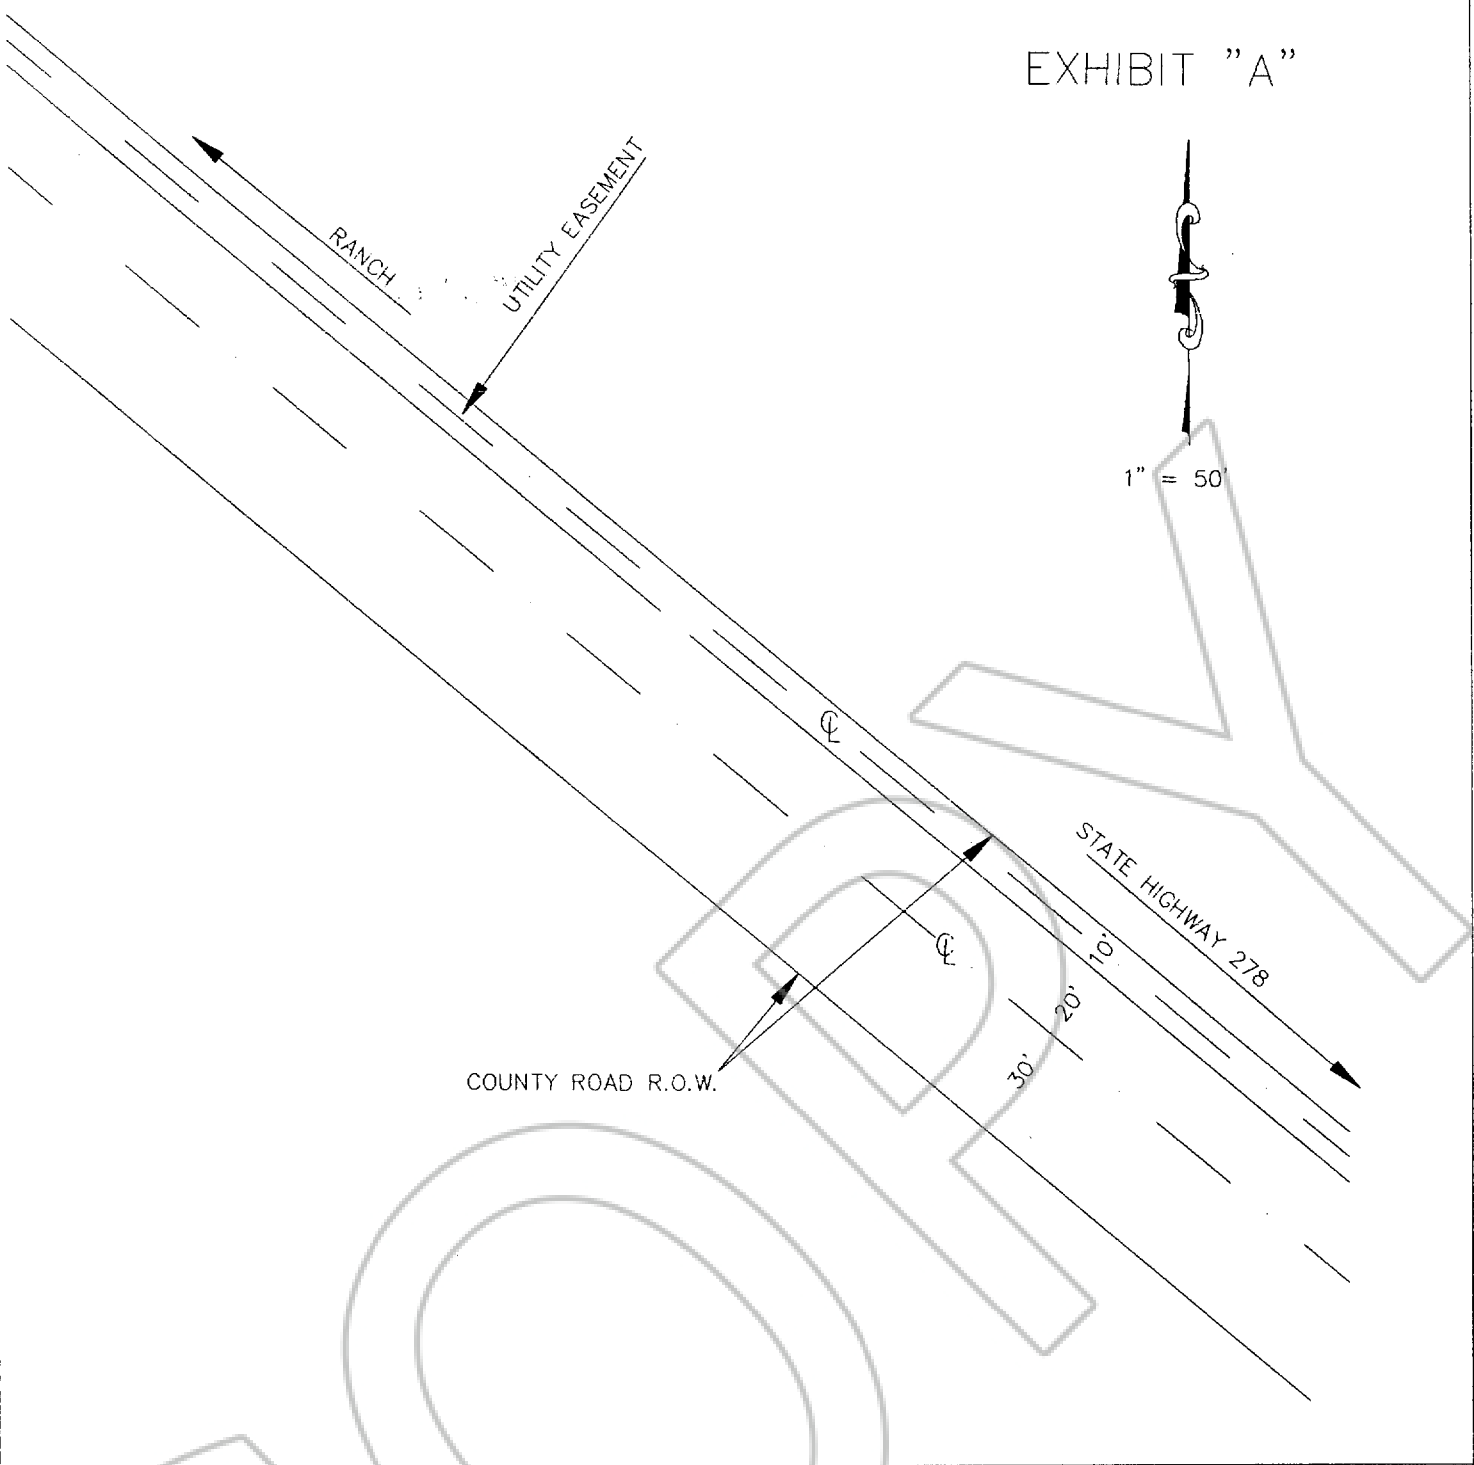 EXHIBIT "A"
RANCH
UTILITY EASEMENT
1" = 50'
℄
STATE HIGHWAY 278
℄
10'
20'
30'
COUNTY ROAD R.O.W.
COPY